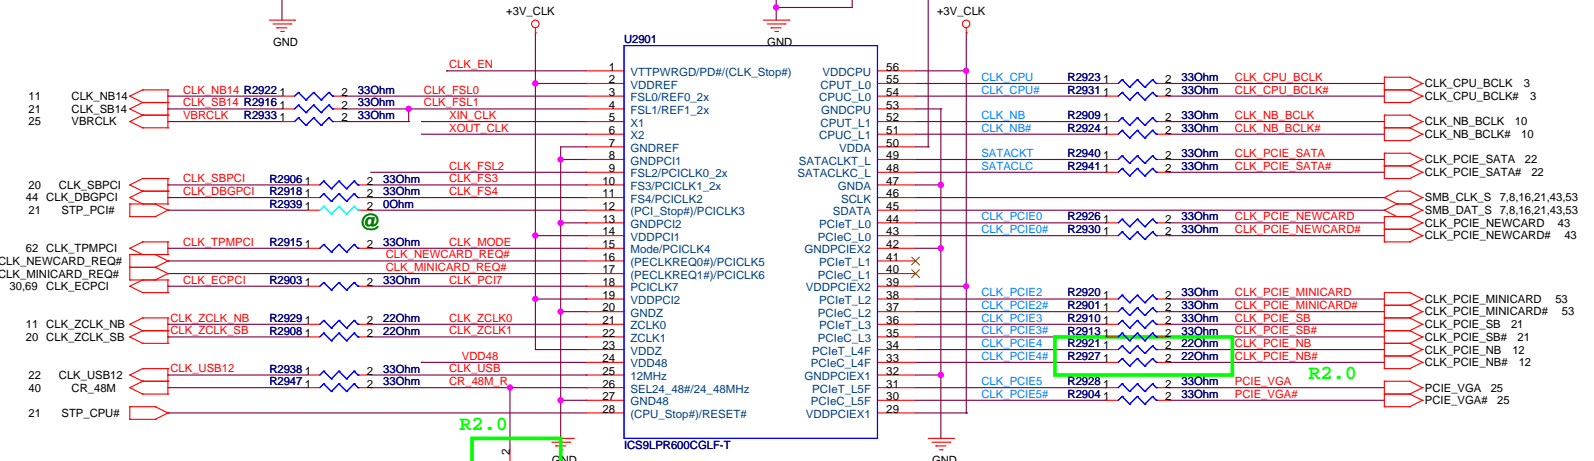 +3V_CLK +3V_CLK
GND U2901 GND
CLK_EN 1 VTTPWRGD/PD#/(CLK_Stop#) VDDCPU 56
2 VDDREF CPUT_L0 55 CLK_CPU R2923 1 2 33Ohm CLK_CPU_BCLK CLK_CPU_BCLK 3
11 CLK_NB14 CLK_NB14 R2922 1 2 33Ohm CLK_FSL0 3 FSL0/REF0_2x CPUC_L0 54 CLK_CPU# R2931 1 2 33Ohm CLK_CPU_BCLK# CLK_CPU_BCLK# 3
21 CLK_SB14 CLK_SB14 R2916 1 2 33Ohm CLK_FSL1 4 FSL1/REF1_2x GNDCPU 53
25 VBRCLK VBRCLK R2933 1 2 33Ohm XIN_CLK 5 X1 CPUT_L1 52 CLK_NB R2909 1 2 33Ohm CLK_NB_BCLK CLK_NB_BCLK 10
XOUT_CLK 6 X2 CPUC_L1 51 CLK_NB# R2924 1 2 33Ohm CLK_NB_BCLK# CLK_NB_BCLK# 10
7 GNDREF VDDA 50
8 GNDPCI1 SATACLKT_L 49 SATACKT R2940 1 2 33Ohm CLK_PCIE_SATA CLK_PCIE_SATA 22
CLK_FSL2 9 FSL2/PCICLK0_2x SATACLKC_L 48 SATACLC R2941 1 2 33Ohm CLK_PCIE_SATA# CLK_PCIE_SATA# 22
20 CLK_SBPCI CLK_SBPCI R2906 1 2 33Ohm CLK_FS3 10 FS3/PCICLK1_2x GNDA 47
44 CLK_DBGPCI CLK_DBGPCI R2918 1 2 33Ohm CLK_FS4 11 FS4/PCICLK2 SCLK 46 SMB_CLK_S 7,8,16,21,43,53
21 STP_PCI# R2939 1 2 0Ohm 12 (PCI_Stop#)/PCICLK3 SDATA 45 SMB_DAT_S 7,8,16,21,43,53
@ 13 GNDPCI2 PCIeT_L0 44 CLK_PCIE0 R2926 1 2 33Ohm CLK_PCIE_NEWCARD CLK_PCIE_NEWCARD 43
14 VDDPCI1 PCIeC_L0 43 CLK_PCIE0# R2930 1 2 33Ohm CLK_PCIE_NEWCARD# CLK_PCIE_NEWCARD# 43
62 CLK_TPMPCI CLK_TPMPCI R2915 1 2 33Ohm CLK_MODE 15 Mode/PCICLK4 GNDPCIEX2 42
CLK_NEWCARD_REQ# CLK_NEWCARD_REQ# 16 (PECLKREQ0#)/PCICLK5 PCIeT_L1 41
CLK_MINICARD_REQ# CLK_MINICARD_REQ# 17 (PECLKREQ1#)/PCICLK6 PCIeC_L1 40
30,69 CLK_ECPCI CLK_ECPCI R2903 1 2 33Ohm CLK_PCI7 18 PCICLK7 VDDPCIEX2 39
19 VDDPCI2 PCIeT_L2 38 CLK_PCIE2 R2920 1 2 33Ohm CLK_PCIE_MINICARD CLK_PCIE_MINICARD 53
20 GNDZ PCIeC_L2 37 CLK_PCIE2# R2901 1 2 33Ohm CLK_PCIE_MINICARD# CLK_PCIE_MINICARD# 53
11 CLK_ZCLK_NB CLK_ZCLK_NB R2929 1 2 22Ohm CLK_ZCLK0 21 ZCLK0 PCIeT_L3 36 CLK_PCIE3 R2910 1 2 33Ohm CLK_PCIE_SB CLK_PCIE_SB 21
20 CLK_ZCLK_SB CLK_ZCLK_SB R2908 1 2 22Ohm CLK_ZCLK1 22 ZCLK1 PCIeC_L3 35 CLK_PCIE3# R2913 1 2 33Ohm CLK_PCIE_SB# CLK_PCIE_SB# 21
23 VDDZ PCIeT_L4F 34 CLK_PCIE4 R2921 1 2 22Ohm CLK_PCIE_NB CLK_PCIE_NB 12
VDD48 24 VDD48 PCIeT_L4F 33 CLK_PCIE4# R2927 1 2 22Ohm CLK_PCIE_NB# CLK_PCIE_NB# 12
22 CLK_USB12 CLK_USB12 R2938 1 2 33Ohm CLK_USB 25 12MHz GNDPCIEX1 32 R2.0
40 CR_48M R2947 1 2 33Ohm CR_48M_R 26 SEL24_48#/24_48MHz PCIeT_L5F 31 CLK_PCIE5 R2928 1 2 33Ohm PCIE_VGA PCIE_VGA 25
27 GND48 PCIeC_L5F 30 CLK_PCIE5# R2904 1 2 33Ohm PCIE_VGA# PCIE_VGA# 25
21 STP_CPU# 28 (CPU_Stop#)/RESET# VDDPCIEX1 29
R2.0
2 ICS9LPR600CGLF-T
GND GND